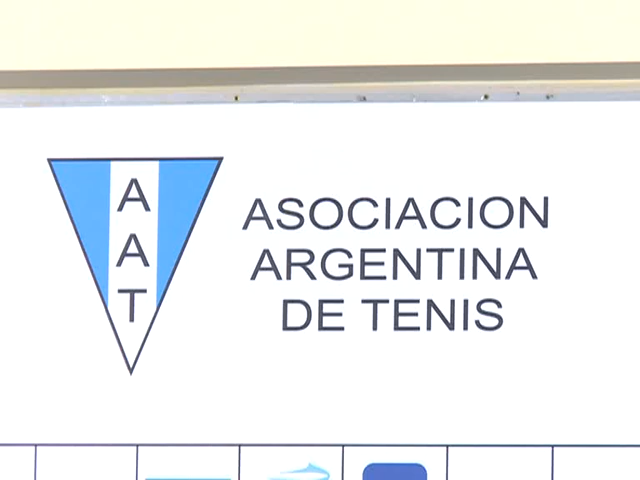 A
A
T
ASOCIACION
ARGENTINA
DE TENIS